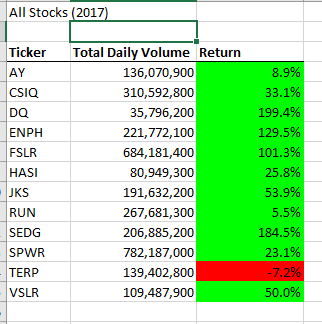 All Stocks (2017)
Ticker Total Daily Volume Return
AY 136,070,900 8.9%
CSIQ 310,592,800 33.1%
DQ 35,796,200 199.4%
ENPH 221,772,100 129.5%
FSLR 684,181,400 101.3%
HASI 80,949,300 25.8%
JKS 191,632,200 53.9%
RUN 267,681,300 5.5%
SEDG 206,885,200 184.5%
SPWR 782,187,000 23.1%
TERP 139,402,800 -7.2%
VSLR 109,487,900 50.0%